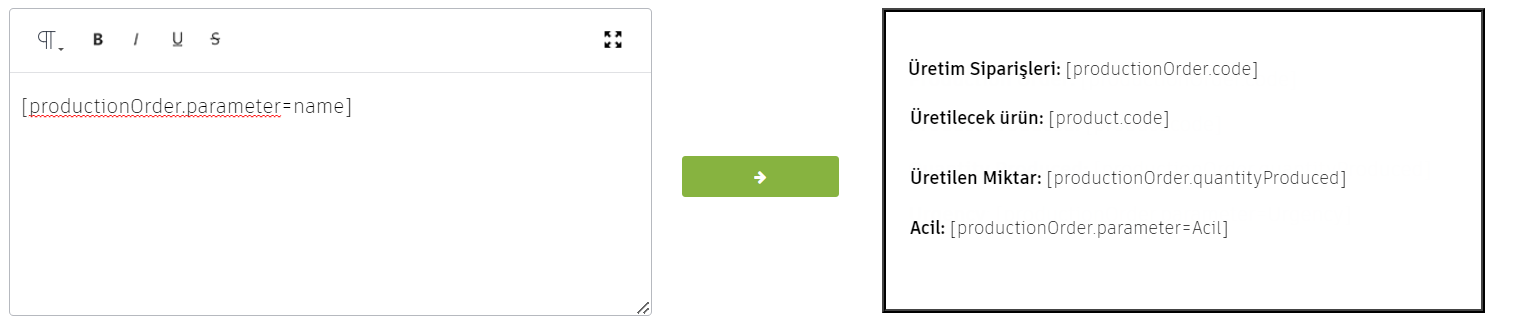 B I U S
[productionOrder.parameter=name]
Üretim Siparişleri: [productionOrder.code]
Üretilecek ürün: [product.code]
Üretilen Miktar: [productionOrder.quantityProduced]
Acil: [productionOrder.parameter=Acil]